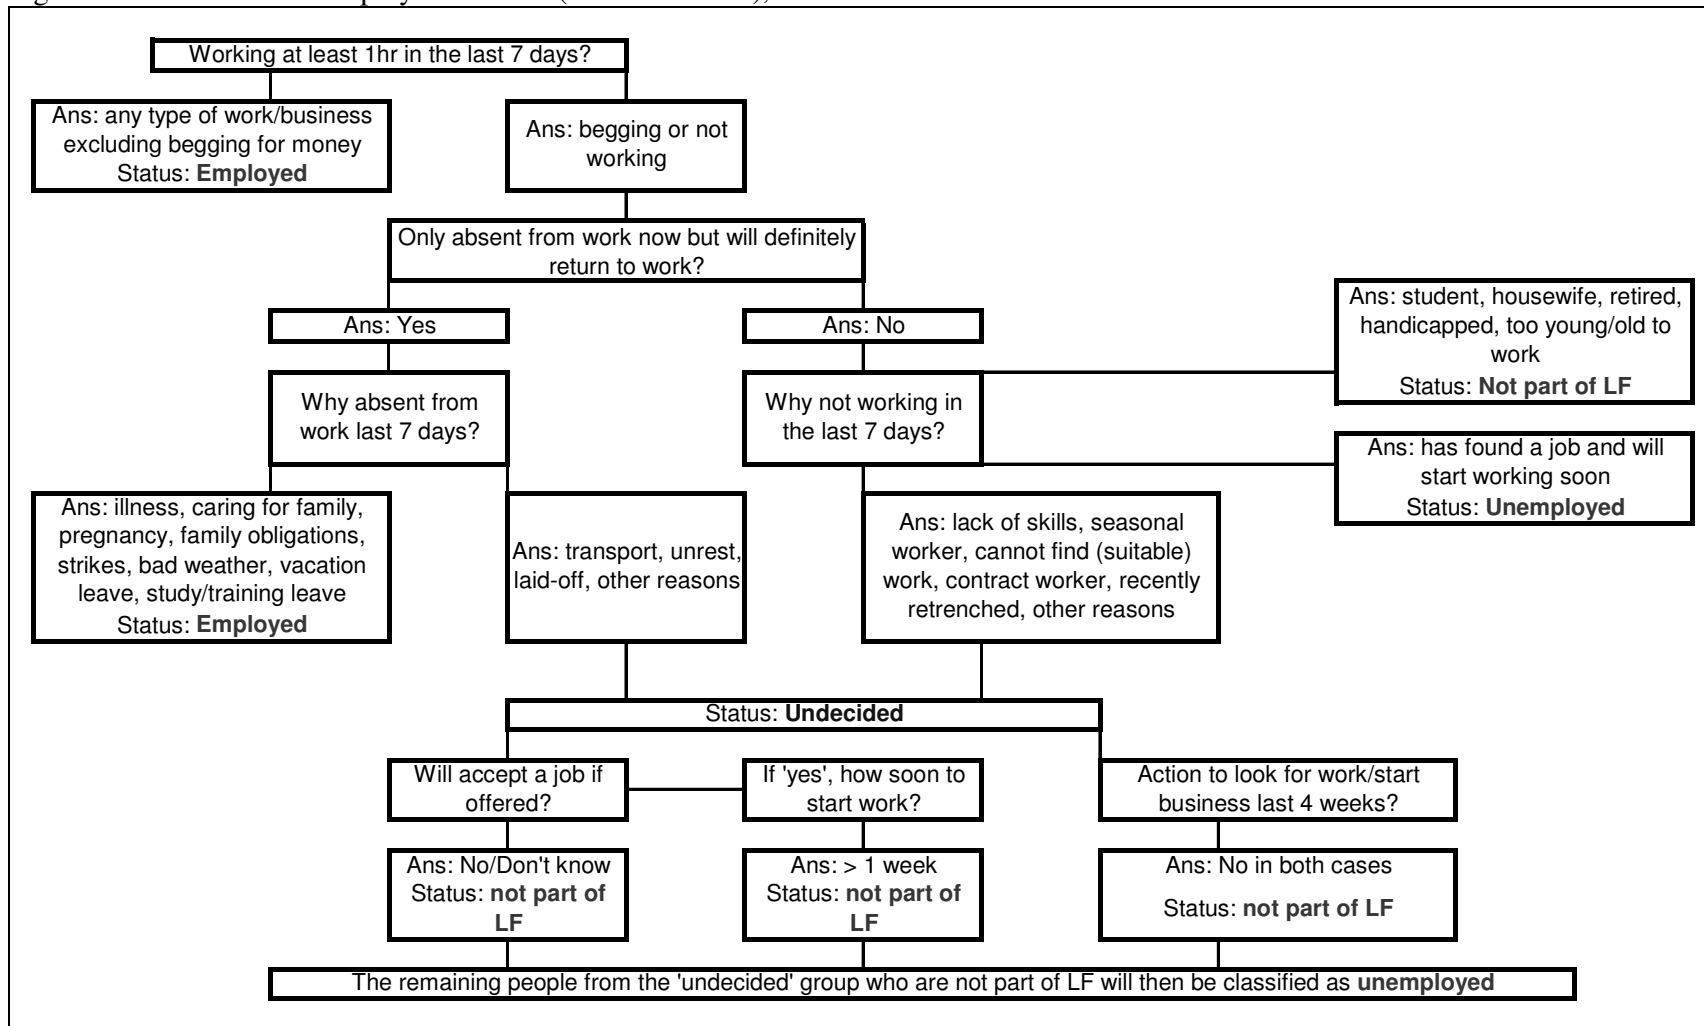 Working at least 1hr in the last 7 days?
Ans: any type of work/business
excluding begging for money
Status: Employed
Ans: begging or not
working
Only absent from work now but will definitely
return to work?
Ans: Yes
Ans: No
Ans: student, housewife, retired,
handicapped, too young/old to
work
Status: Not part of LF
Why absent from
work last 7 days?
Why not working in
the last 7 days?
Ans: has found a job and will
start working soon
Status: Unemployed
Ans: illness, caring for family,
pregnancy, family obligations,
strikes, bad weather, vacation
leave, study/training leave
Status: Employed
Ans: transport, unrest,
laid-off, other reasons
Ans: lack of skills, seasonal
worker, cannot find (suitable)
work, contract worker, recently
retrenched, other reasons
Status: Undecided
Will accept a job if
offered?
If 'yes', how soon to
start work?
Action to look for work/start
business last 4 weeks?
Ans: No/Don't know
Status: not part of
LF
Ans: > 1 week
Status: not part of
LF
Ans: No in both cases
Status: not part of LF
The remaining people from the 'undecided' group who are not part of LF will then be classified as unemployed